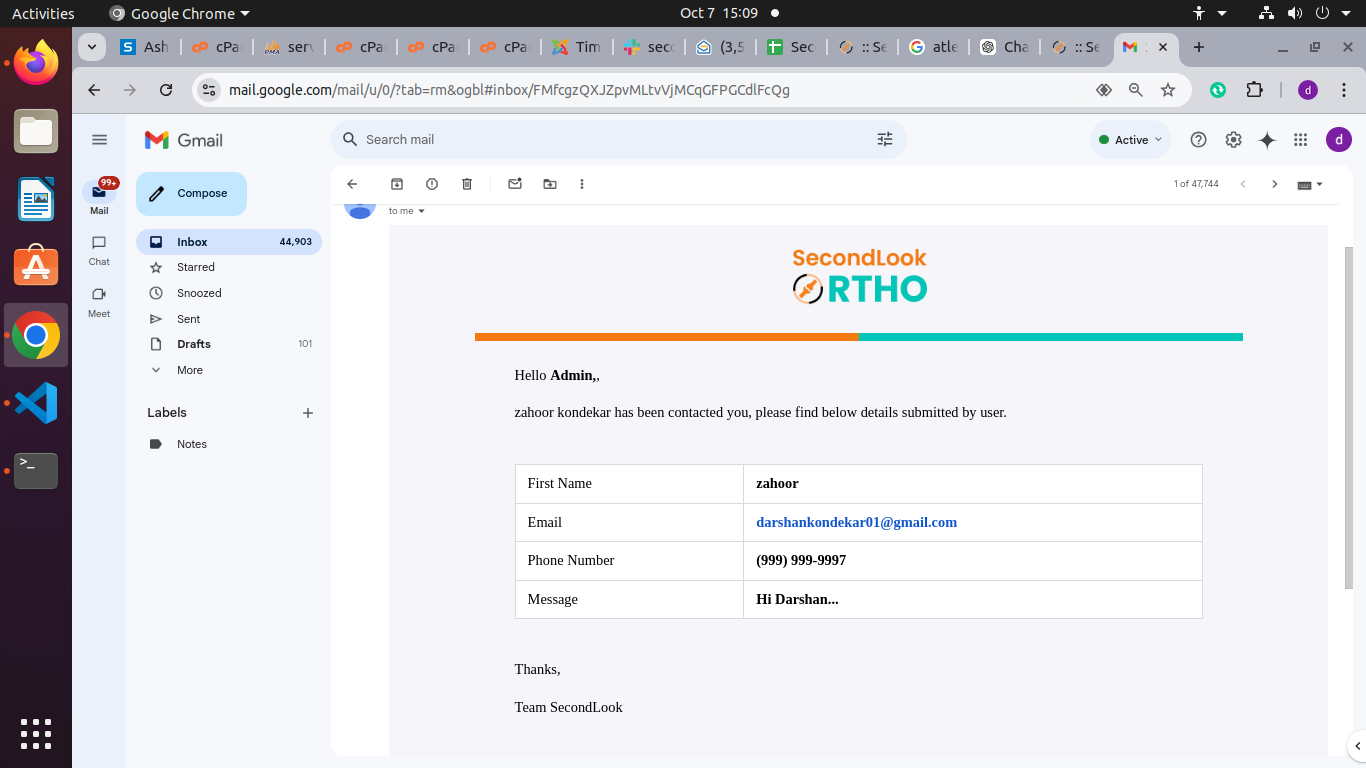 Activities
Google Chrome
Oct 7 15:09
Ash
cPa
serv
cPa
cPa
cPa
Tim
seco
(3,5
Sec
:: Se
atle
Cha
:: Se
mail.google.com/mail/u/0/?tab=rm&ogbl#inbox/FMfcgzQXJZpvMLtvVjMCqGFPGCdlFcQg
d
Gmail
Search mail
Active
d
99+
Mail
Chat
Meet
Compose
Inbox 44,903
Starred
Snoozed
Sent
Drafts 101
More
Labels
Notes
1 of 47,744
to me
SecondLook
RTHO
Hello Admin,,
zahoor kondekar has been contacted you, please find below details submitted by user.
First Name zahoor
Email darshankondekar01@gmail.com
Phone Number (999) 999-9997
Message Hi Darshan...
Thanks,
Team SecondLook